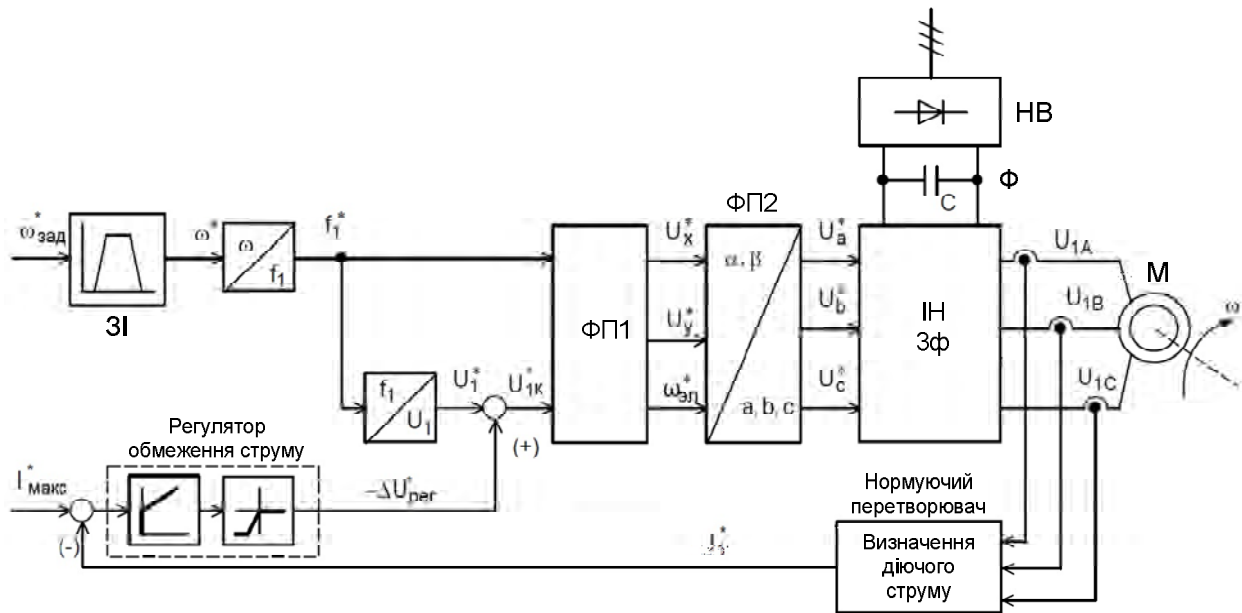 НВ
C
Ф
ω*зад
ЗІ
ω*
ω
f₁
f₁*
ФП1
U*x
U*y
ω*эл
ФП2
α, β
a, b, c
U*a
U*b
U*c
ІН
3ф
U1A
U1B
U1C
М
ω
f₁
U₁
U₁*
U*1К
(+)
Регулятор
обмеження струму
I*макс
(-)
−ΔU*рег
Нормуючий
перетворювач
Визначення
діючого
струму